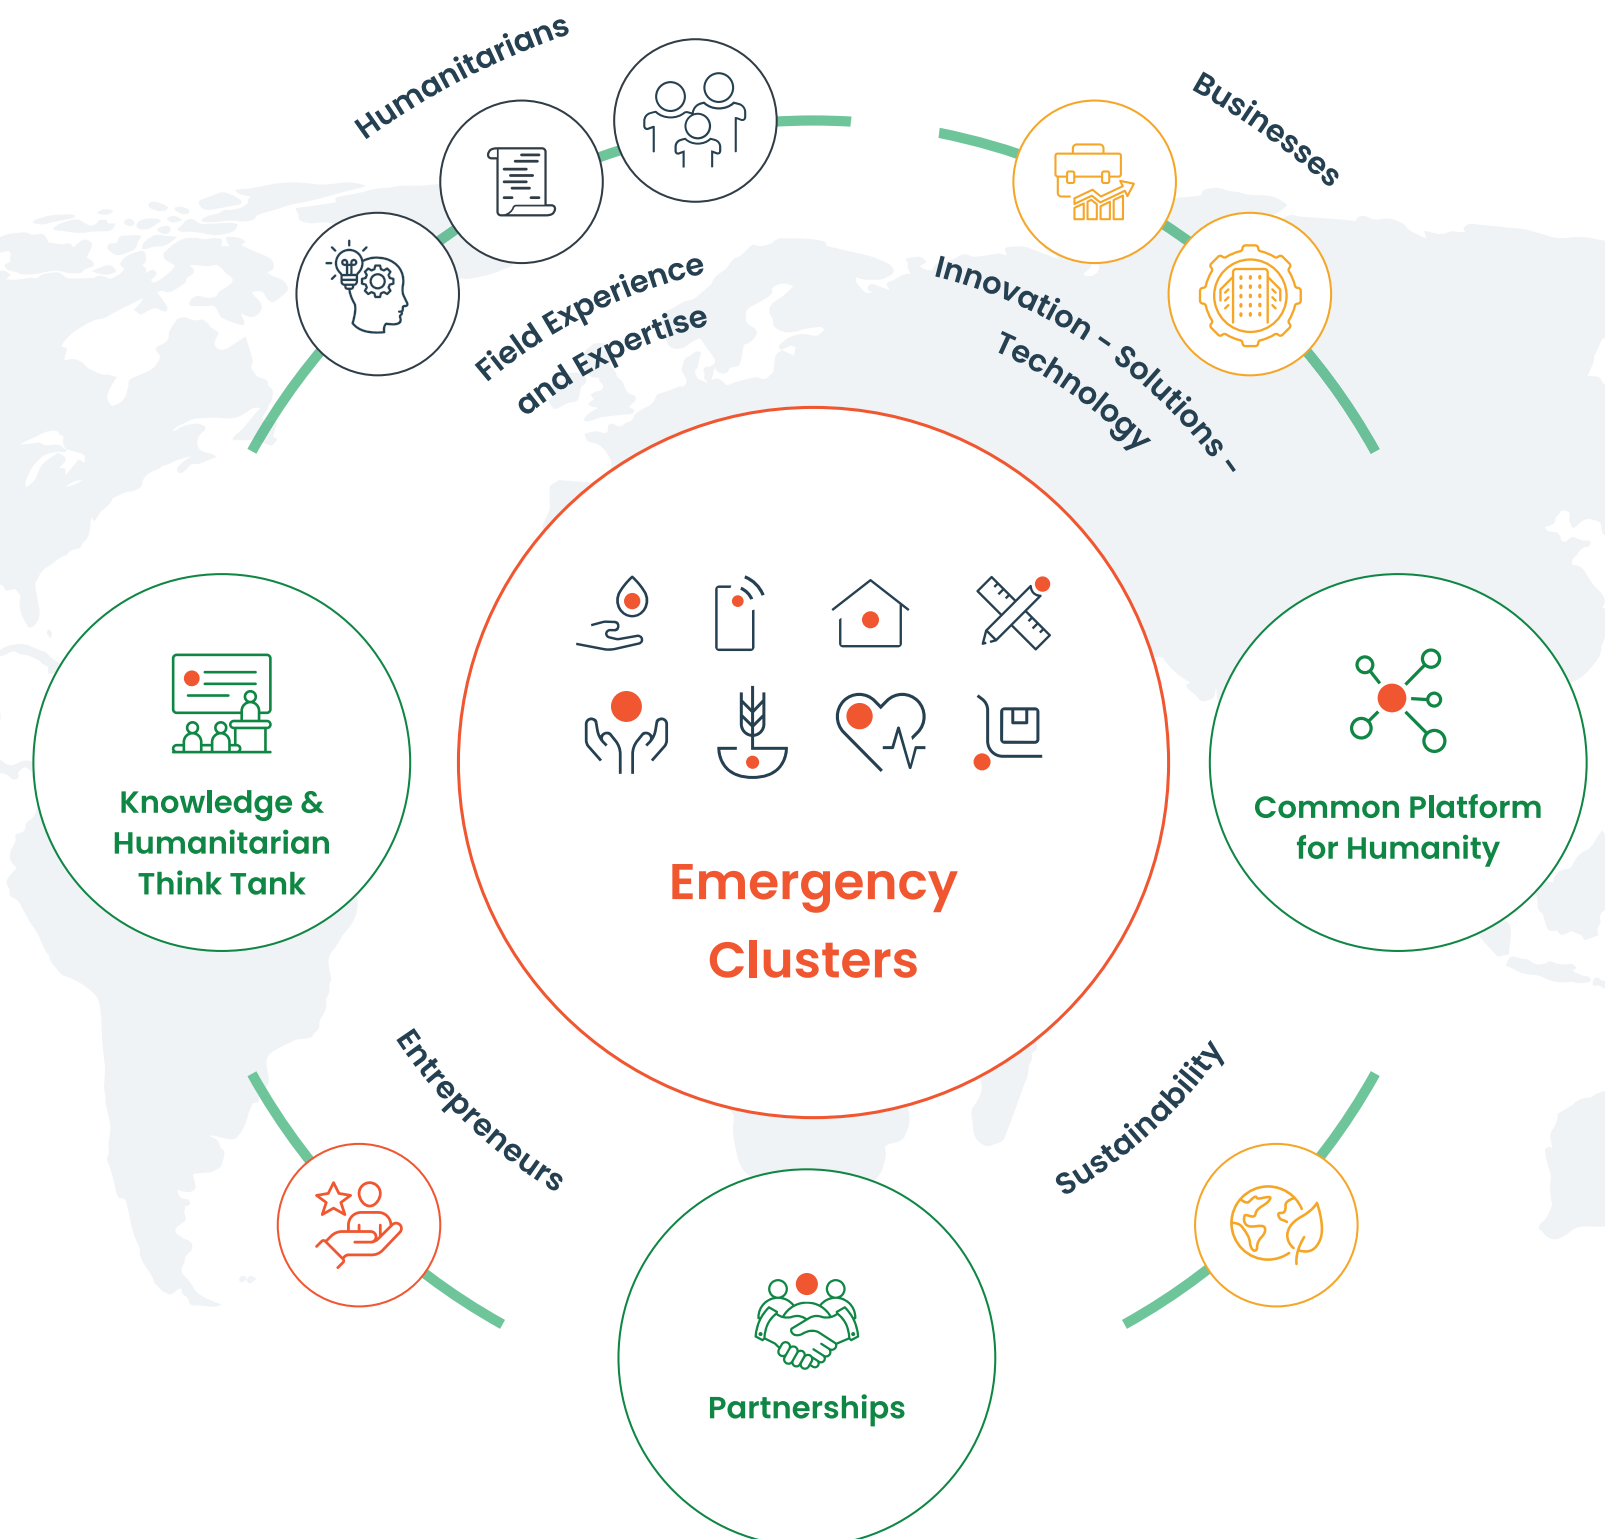 Humanitarians
Businesses
Field Experience
and Expertise
Innovation - Solutions -
Technology
Knowledge &
Humanitarian
Think Tank
Emergency
Clusters
Common Platform
for Humanity
Entrepreneurs
Sustainability
Partnerships